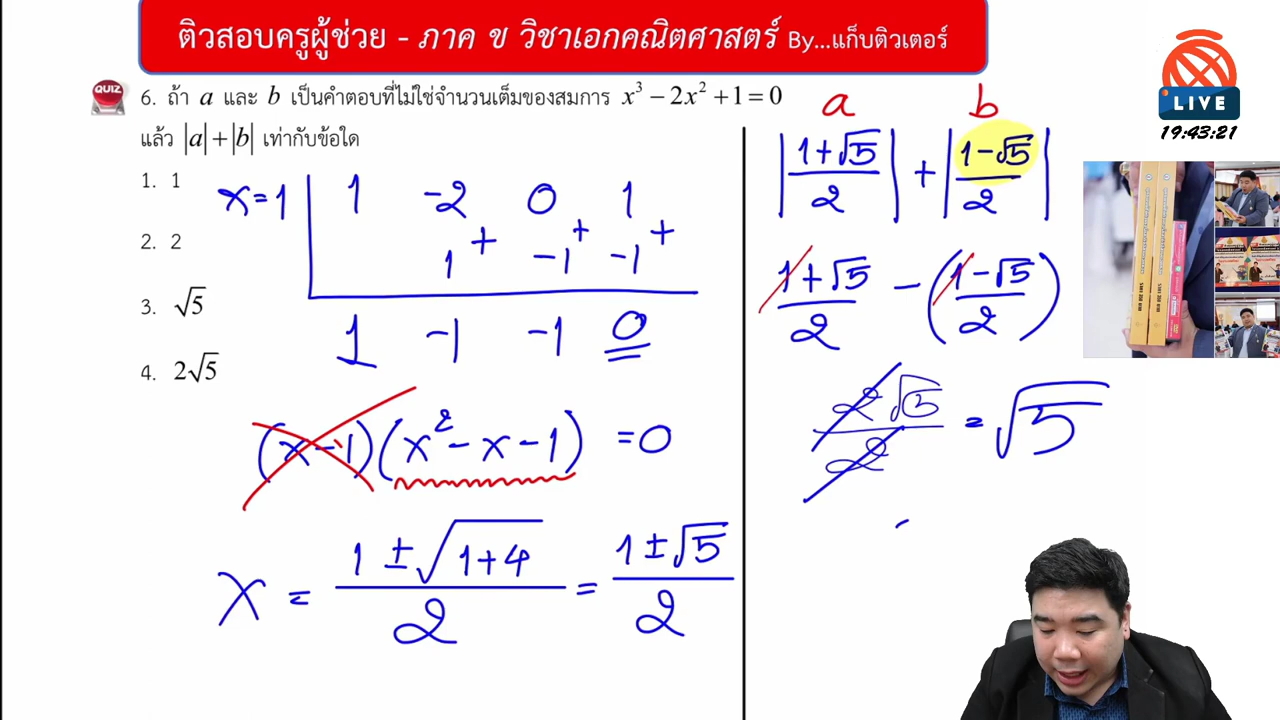 ติวสอบครูผู้ช่วย - ภาค ข วิชาเอกคณิตศาสตร์ By...แก็บติวเตอร์
QUIZ
6. ถ้า a และ b เป็นคำตอบที่ไม่ใช่จำนวนเต็มของสมการ x³ − 2x² + 1 = 0
แล้ว |a| + |b| เท่ากับข้อใด
1. 1
2. 2
3. √5
4. 2√5
x = 1 | 1 -2 0 1
1 + -1 + -1 +
1 -1 -1 0
(x-1)(x² - x - 1) = 0
x = (1 ± √(1+4))/2 = (1 ± √5)/2
a b
|(1+√5)/2| + |(1-√5)/2|
(1+√5)/2 - ((1-√5)/2)
2√5/2 = √5
LIVE
19:43:21